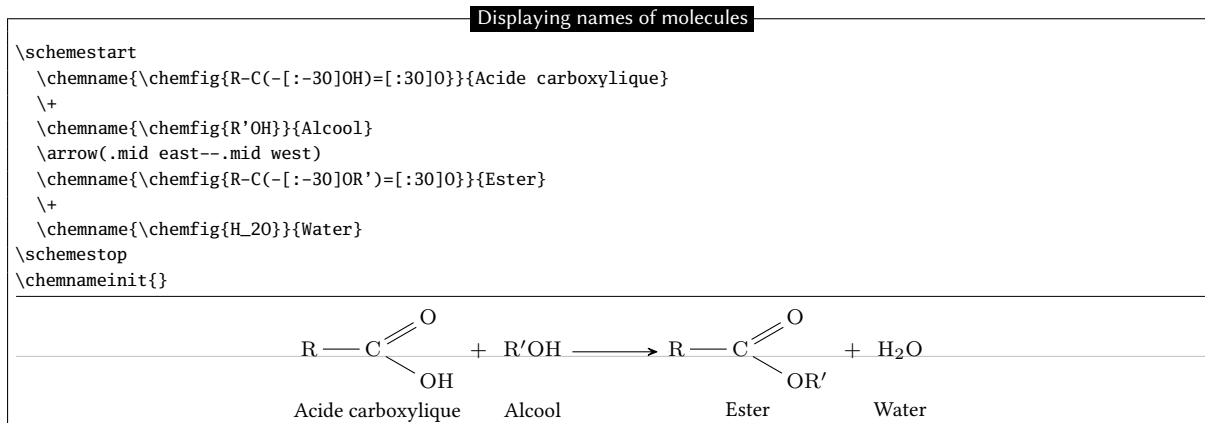 Displaying names of molecules
\schemestart
  \chemname{\chemfig{R-C(-[:-30]OH)=[:30]O}}{Acide carboxylique}
  \+
  \chemname{\chemfig{R'OH}}{Alcool}
  \arrow(.mid east--.mid west)
  \chemname{\chemfig{R-C(-[:-30]OR')=[:30]O}}{Ester}
  \+
  \chemname{\chemfig{H_2O}}{Water}
\schemestop
\chemnameinit{}
O O
R C + R′OH R C + H₂O
OH OR′
Acide carboxylique Alcool Ester Water